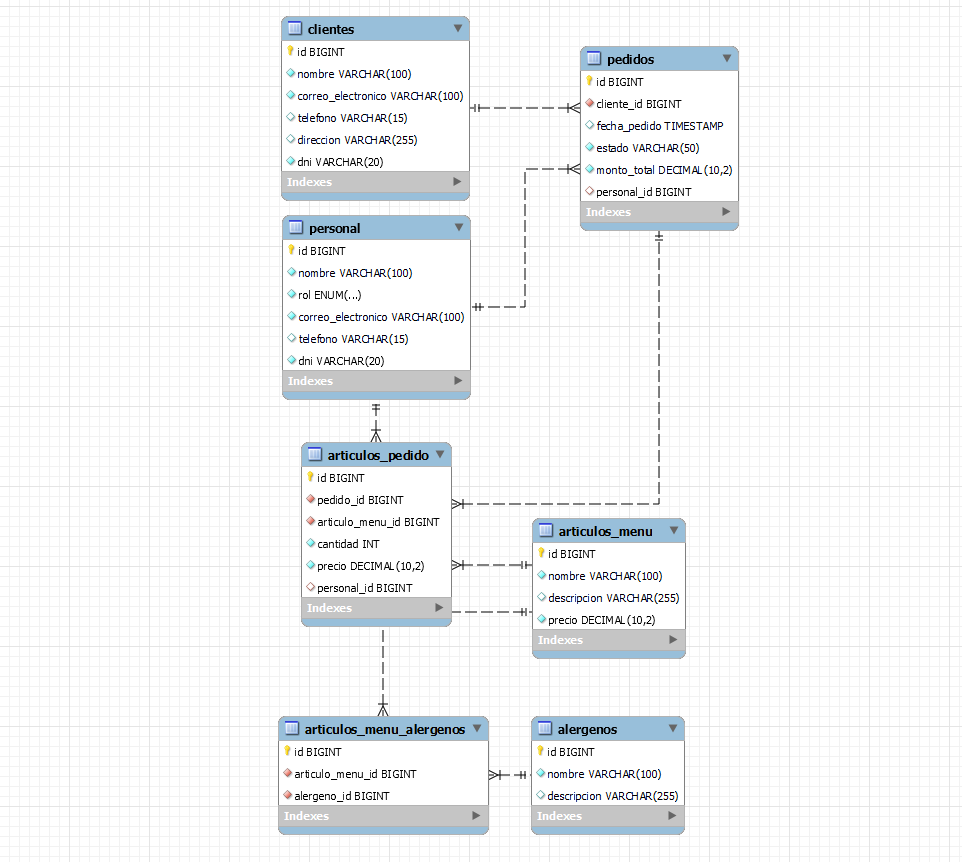 clientes
id BIGINT
nombre VARCHAR(100)
correo_electronico VARCHAR(100)
telefono VARCHAR(15)
direccion VARCHAR(255)
dni VARCHAR(20)
Indexes
pedidos
id BIGINT
cliente_id BIGINT
fecha_pedido TIMESTAMP
estado VARCHAR(50)
monto_total DECIMAL(10,2)
personal_id BIGINT
Indexes
personal
id BIGINT
nombre VARCHAR(100)
rol ENUM(...)
correo_electronico VARCHAR(100)
telefono VARCHAR(15)
dni VARCHAR(20)
Indexes
articulos_pedido
id BIGINT
pedido_id BIGINT
articulo_menu_id BIGINT
cantidad INT
precio DECIMAL(10,2)
personal_id BIGINT
Indexes
articulos_menu
id BIGINT
nombre VARCHAR(100)
descripcion VARCHAR(255)
precio DECIMAL(10,2)
Indexes
articulos_menu_alergenos
id BIGINT
articulo_menu_id BIGINT
alergeno_id BIGINT
Indexes
alergenos
id BIGINT
nombre VARCHAR(100)
descripcion VARCHAR(255)
Indexes